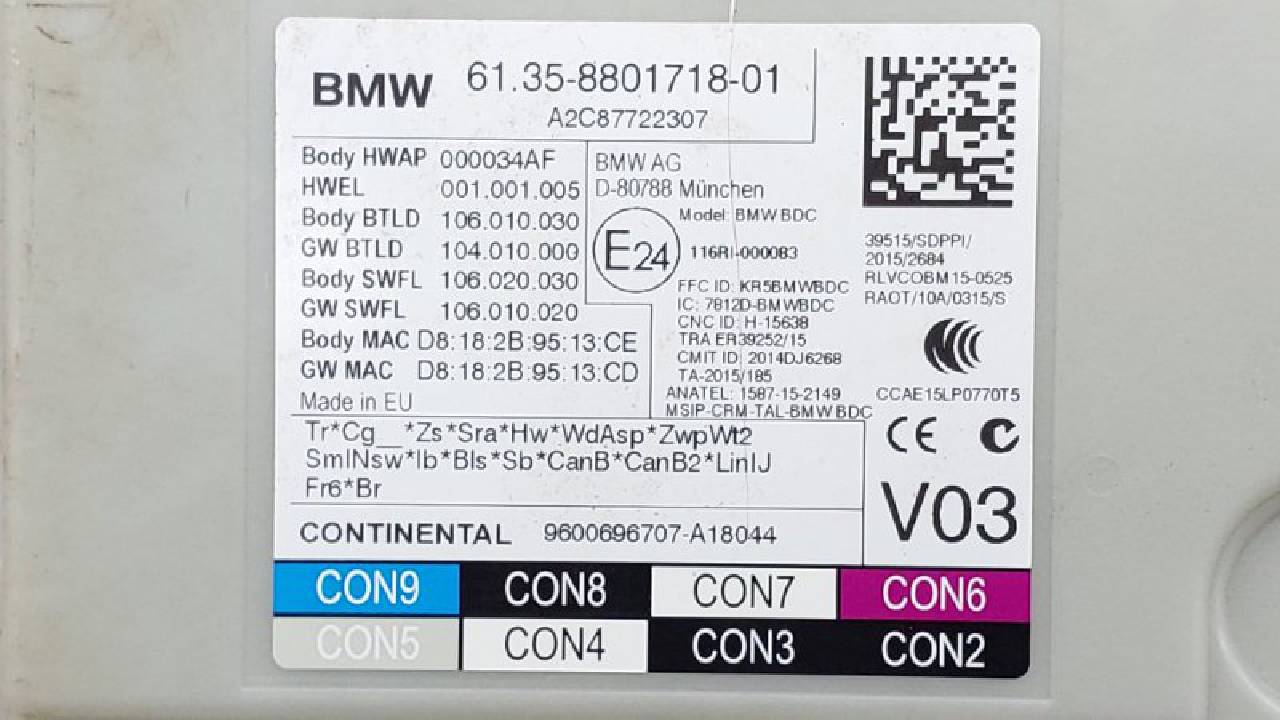 BMW 61.35-8801718-01
A2C87722307
Body HWAP 000034AF
HWEL 001.001.005
Body BTLD 106.010.030
GW BTLD 104.010.000
Body SWFL 106.020.030
GW SWFL 106.010.020
Body MAC D8:18:2B:95:13:CE
GW MAC D8:18:2B:95:13:CD
Made in EU
BMW AG
D-80788 München
Model: BMW BDC
E24
116RI-000083
FFC ID: KR5BMWBDC
IC: 7812D-BMWBDC
CNC ID: H-15638
TRA ER39252/15
CMIT ID: 2014DJ6268
TA-2015/185
ANATEL: 1587-15-2149
MSIP-CRM-TAL-BMWBDC
39515/SDPPI/
2015/2684
RLVCOBM15-0525
RAOT/10A/0315/S
CCAE15LP0770T5
CE
V03
Tr*Cg__*Zs*Sra*Hw*WdAsp*ZwpWt2
SmINsw*Ib*Bls*Sb*CanB*CanB2*LinIJ
Fr6*Br
CONTINENTAL 9600696707-A18044
CON9 CON8 CON7 CON6
CON5 CON4 CON3 CON2